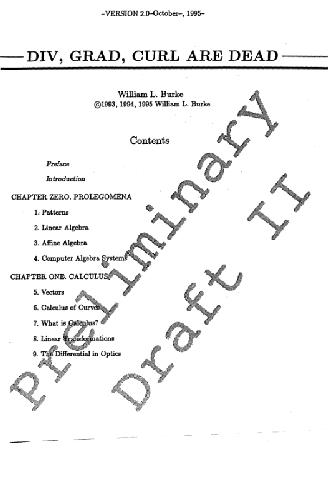 -VERSION 2.0-October-, 1995-
DIV, GRAD, CURL ARE DEAD
William L. Burke
©1993, 1994, 1995 William L. Burke
Contents
Preface
Introduction
CHAPTER ZERO. PROLEGOMENA
1. Patterns
2. Linear Algebra
3. Affine Algebra
4. Computer Algebra Systems
CHAPTER ONE. CALCULUS
5. Vectors
6. Calculus of Curves
7. What is Calculus?
8. Linear Transformations
9. The Differential in Optics
Preliminary
Draft II